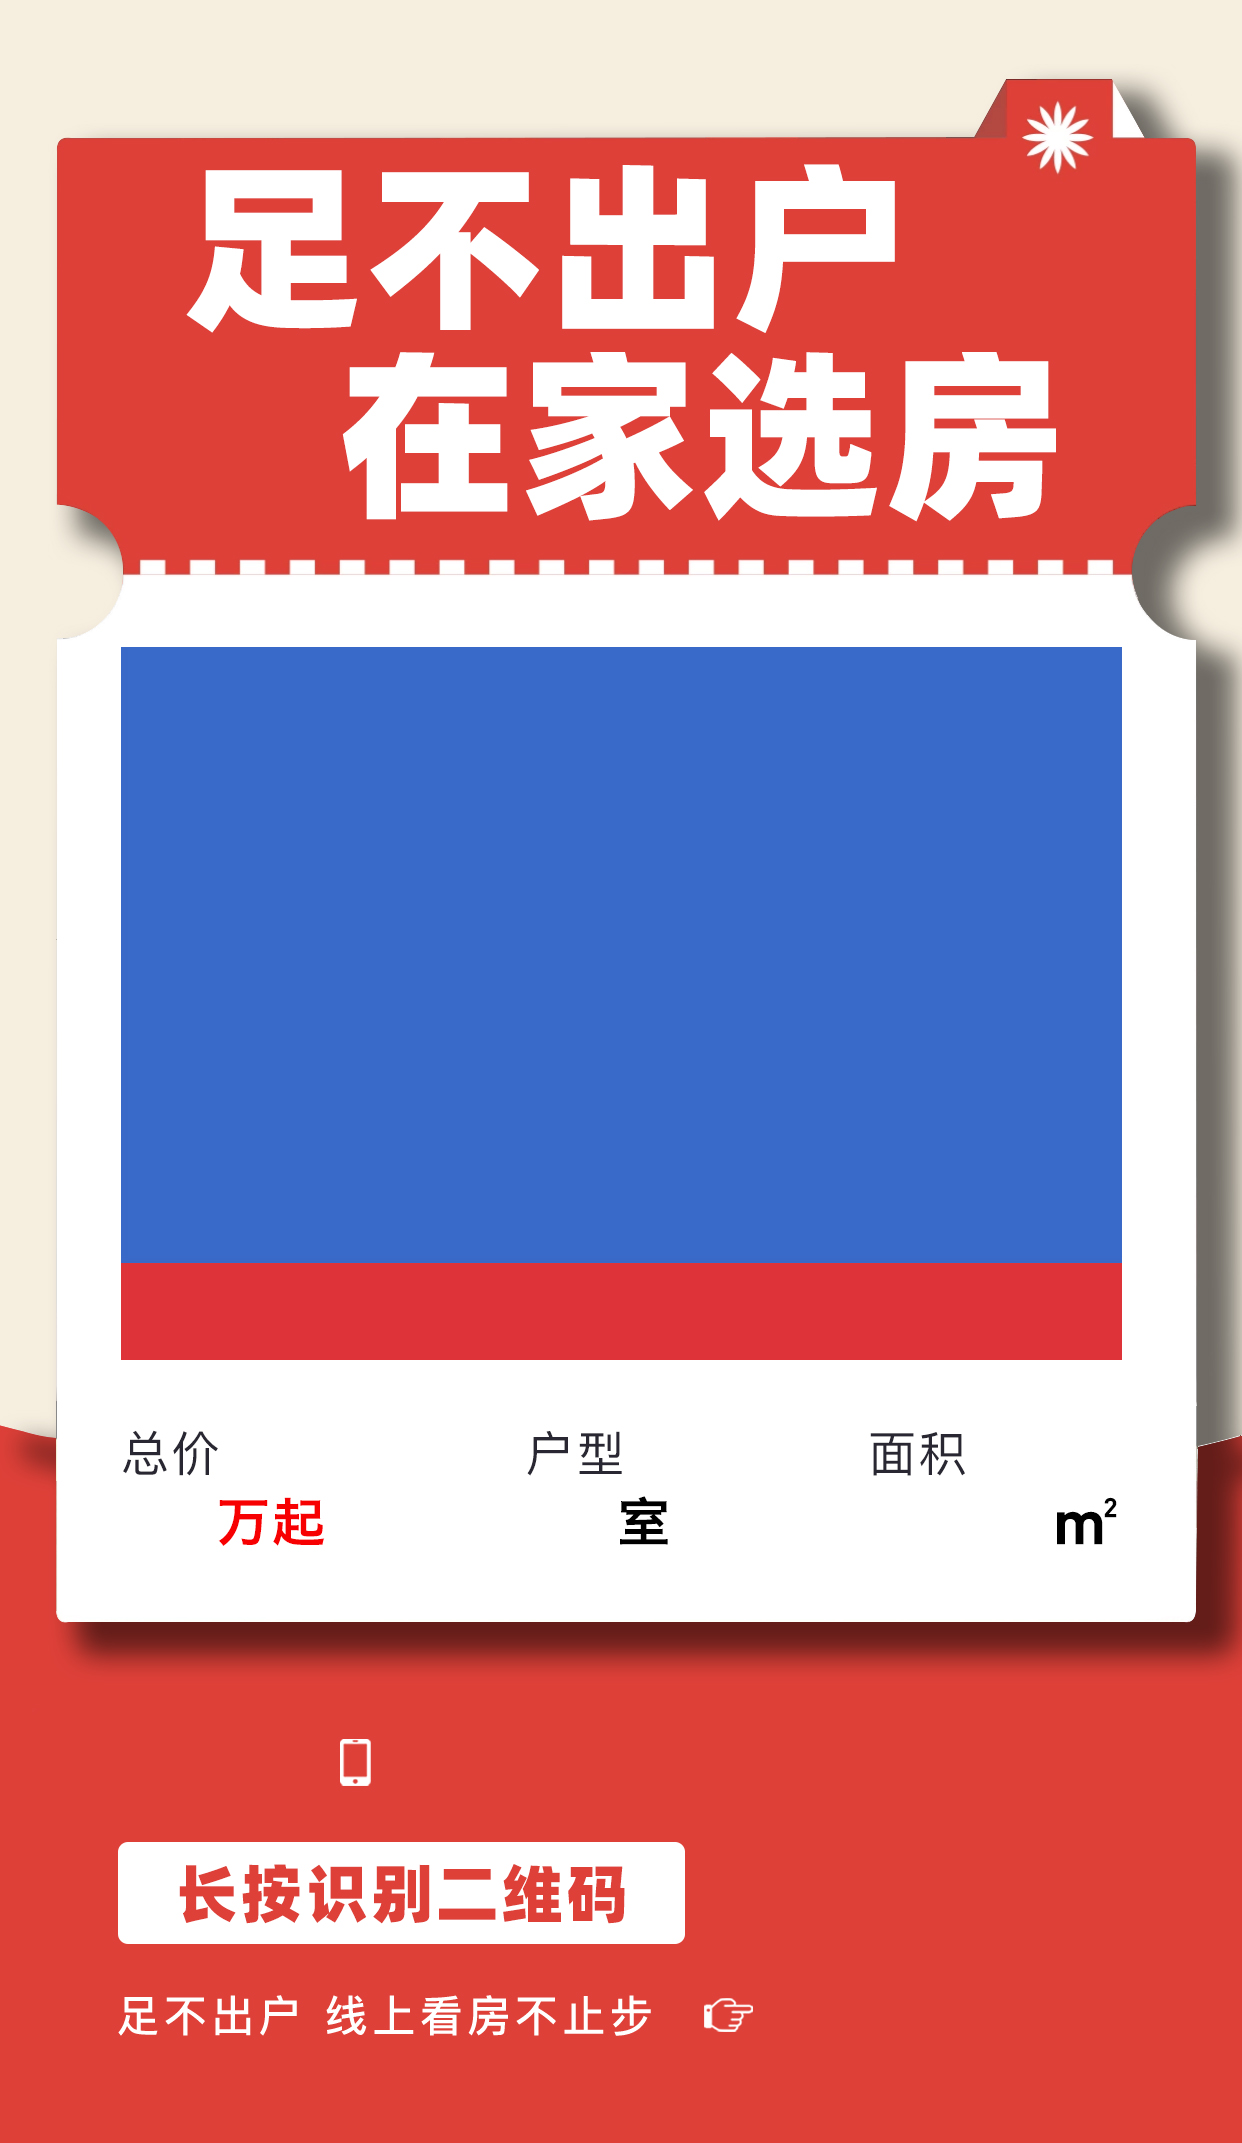 足不出户
在家选房
总价 户型 面积
万起 室 m²
长按识别二维码
足不出户 线上看房不止步